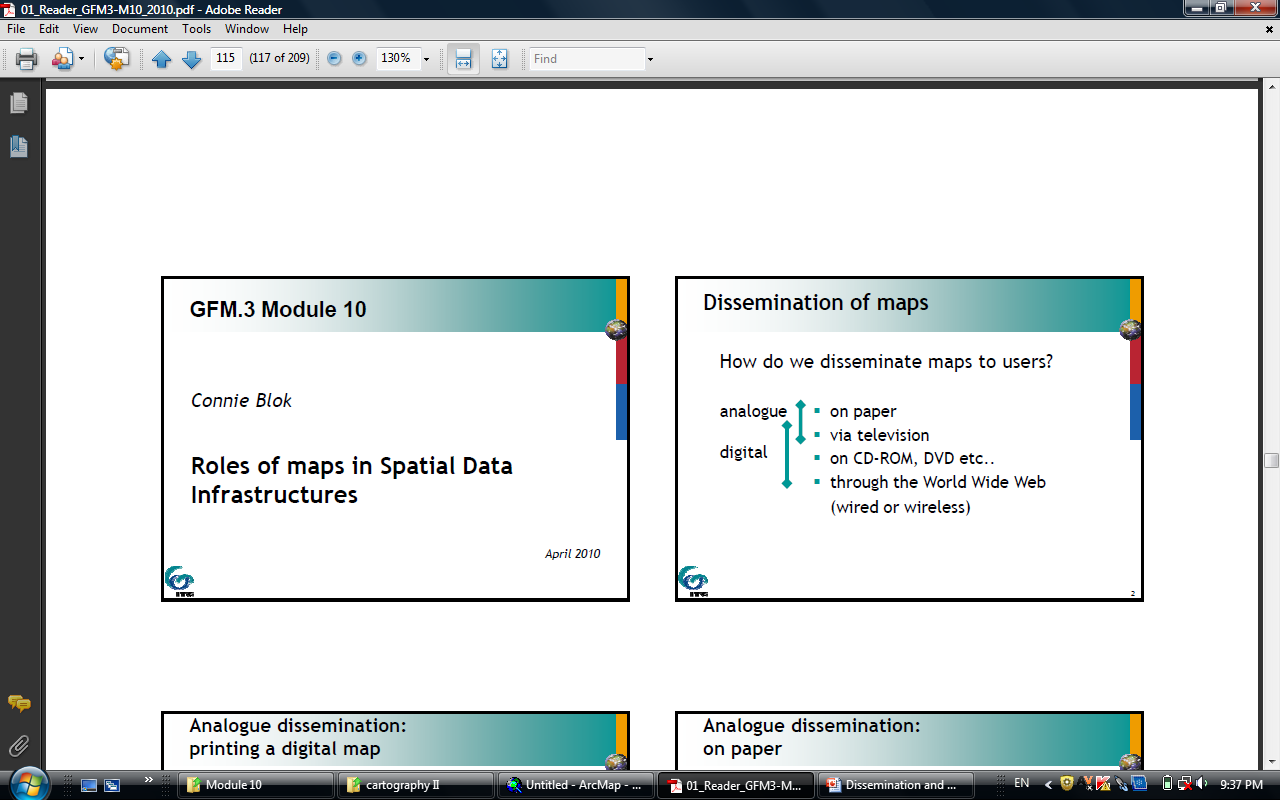 01_Reader_GFM3-M10_2010.pdf - Adobe Reader
File Edit View Document Tools Window Help
115 (117 of 209) 130% Find
GFM.3 Module 10
Connie Blok
Roles of maps in Spatial Data
Infrastructures
April 2010
Dissemination of maps
How do we disseminate maps to users?
analogue
digital
on paper
via television
on CD-ROM, DVD etc..
through the World Wide Web
(wired or wireless)
2
Analogue dissemination:
printing a digital map
Analogue dissemination:
on paper
Module 10 cartography II Untitled - ArcMap - ... 01_Reader_GFM3-M... Dissemination and ... EN 9:37 PM